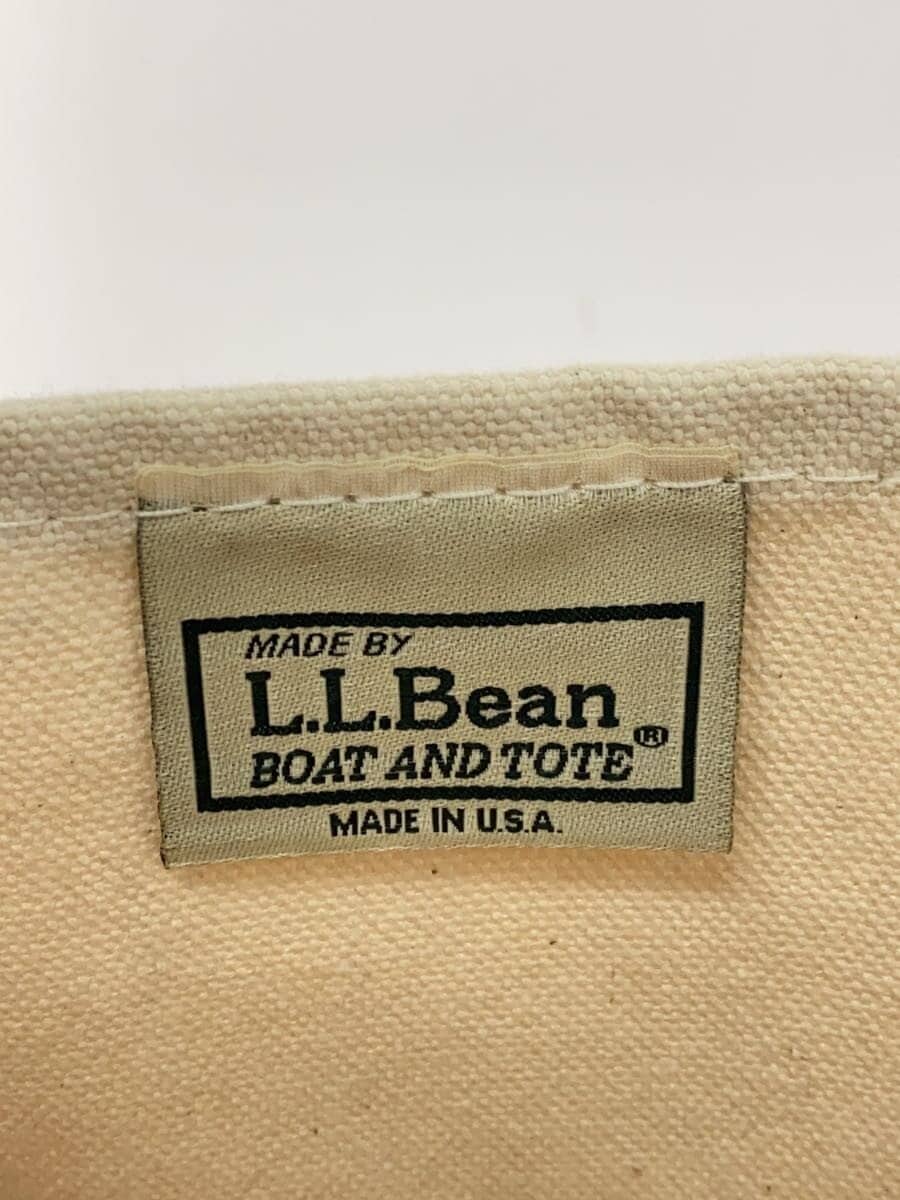 MADE BY
L.L.Bean
BOAT AND TOTE®
MADE IN U.S.A.